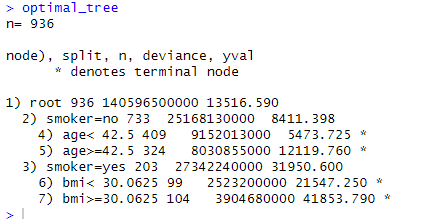 > optimal_tree
n= 936
node), split, n, deviance, yval
* denotes terminal node
1) root 936 140596500000 13516.590
2) smoker=no 733 25168130000 8411.398
4) age< 42.5 409 9152013000 5473.725 *
5) age>=42.5 324 8030855000 12119.760 *
3) smoker=yes 203 27342240000 31950.600
6) bmi< 30.0625 99 2523200000 21547.250 *
7) bmi>=30.0625 104 3904680000 41853.790 *
>